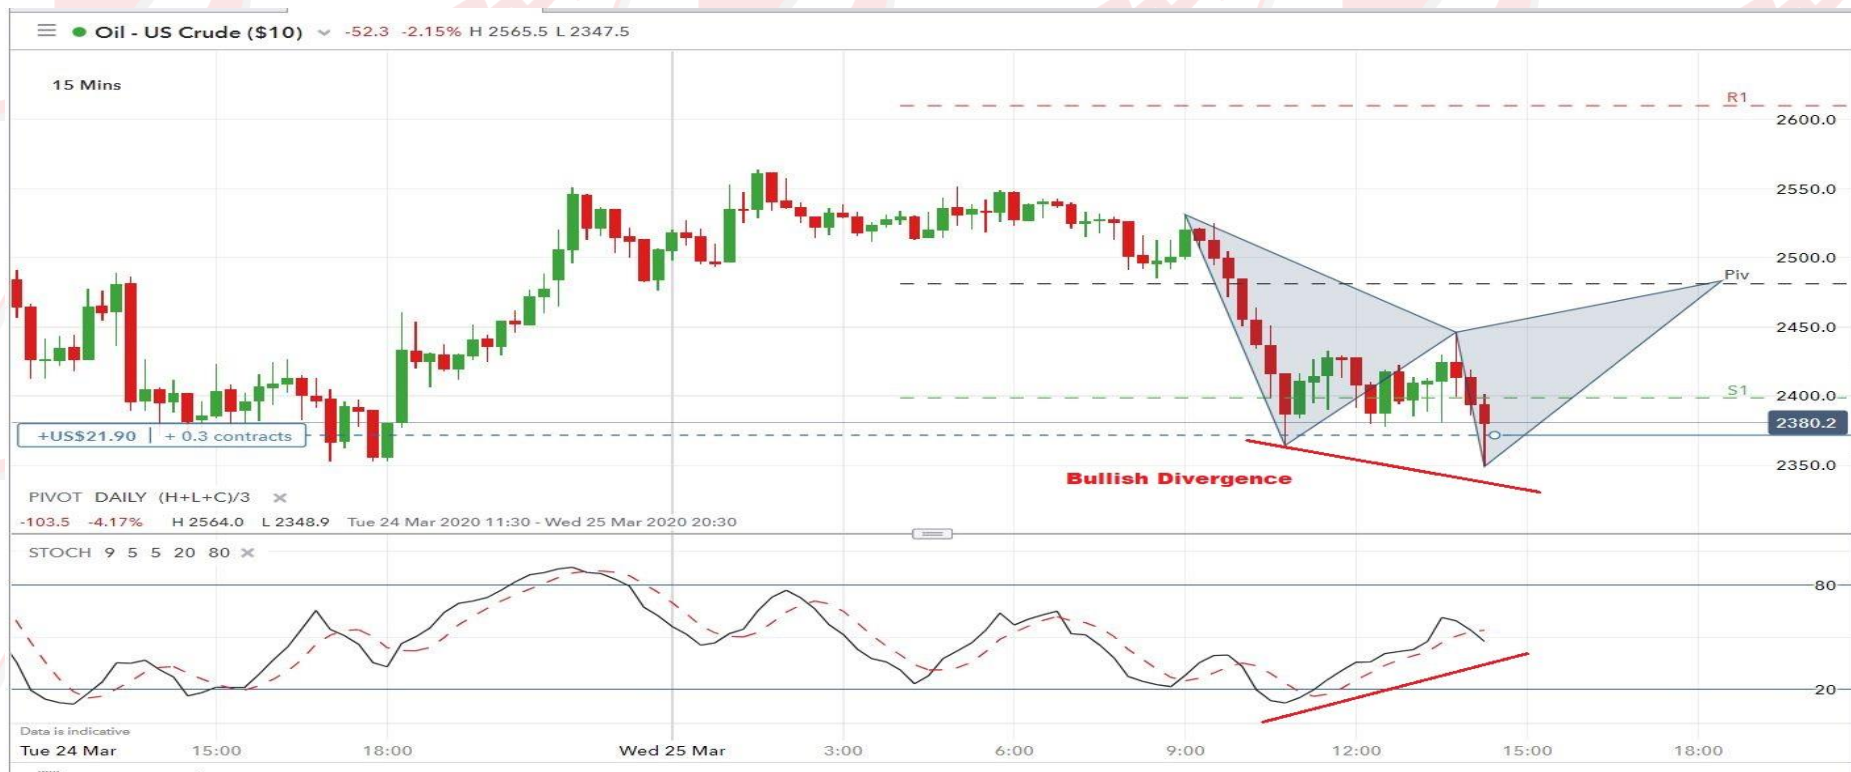 Oil - US Crude ($10) -52.3 -2.15% H 2565.5 L 2347.5
15 Mins
R1
2600.0
2550.0
2500.0
Piv
2450.0
S1
2400.0
2380.2
+US$21.90 + 0.3 contracts
2350.0
Bullish Divergence
PIVOT DAILY (H+L+C)/3
-103.5 -4.17% H 2564.0 L 2348.9 Tue 24 Mar 2020 11:30 - Wed 25 Mar 2020 20:30
STOCH 9 5 5 20 80
80
20
Data is indicative
Tue 24 Mar 15:00 18:00 Wed 25 Mar 3:00 6:00 9:00 12:00 15:00 18:00